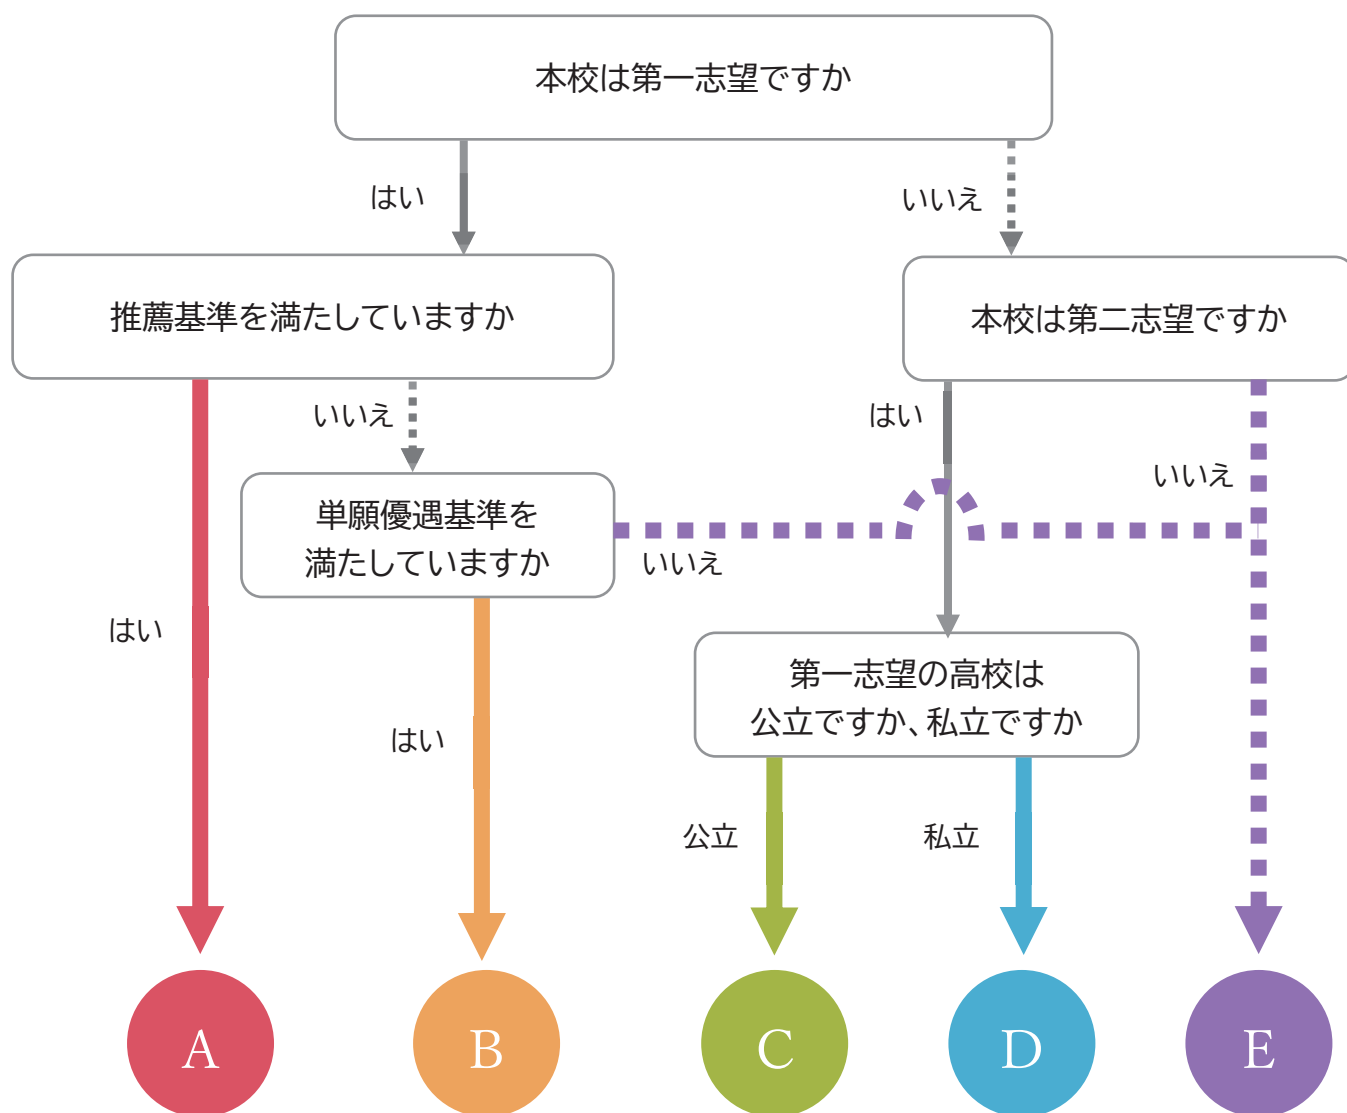 本校は第一志望ですか
はい
いいえ
推薦基準を満たしていますか
本校は第二志望ですか
いいえ
はい
いいえ
単願優遇基準を
満たしていますか
いいえ
はい
第一志望の高校は
公立ですか、私立ですか
はい
公立
私立
A
B
C
D
E